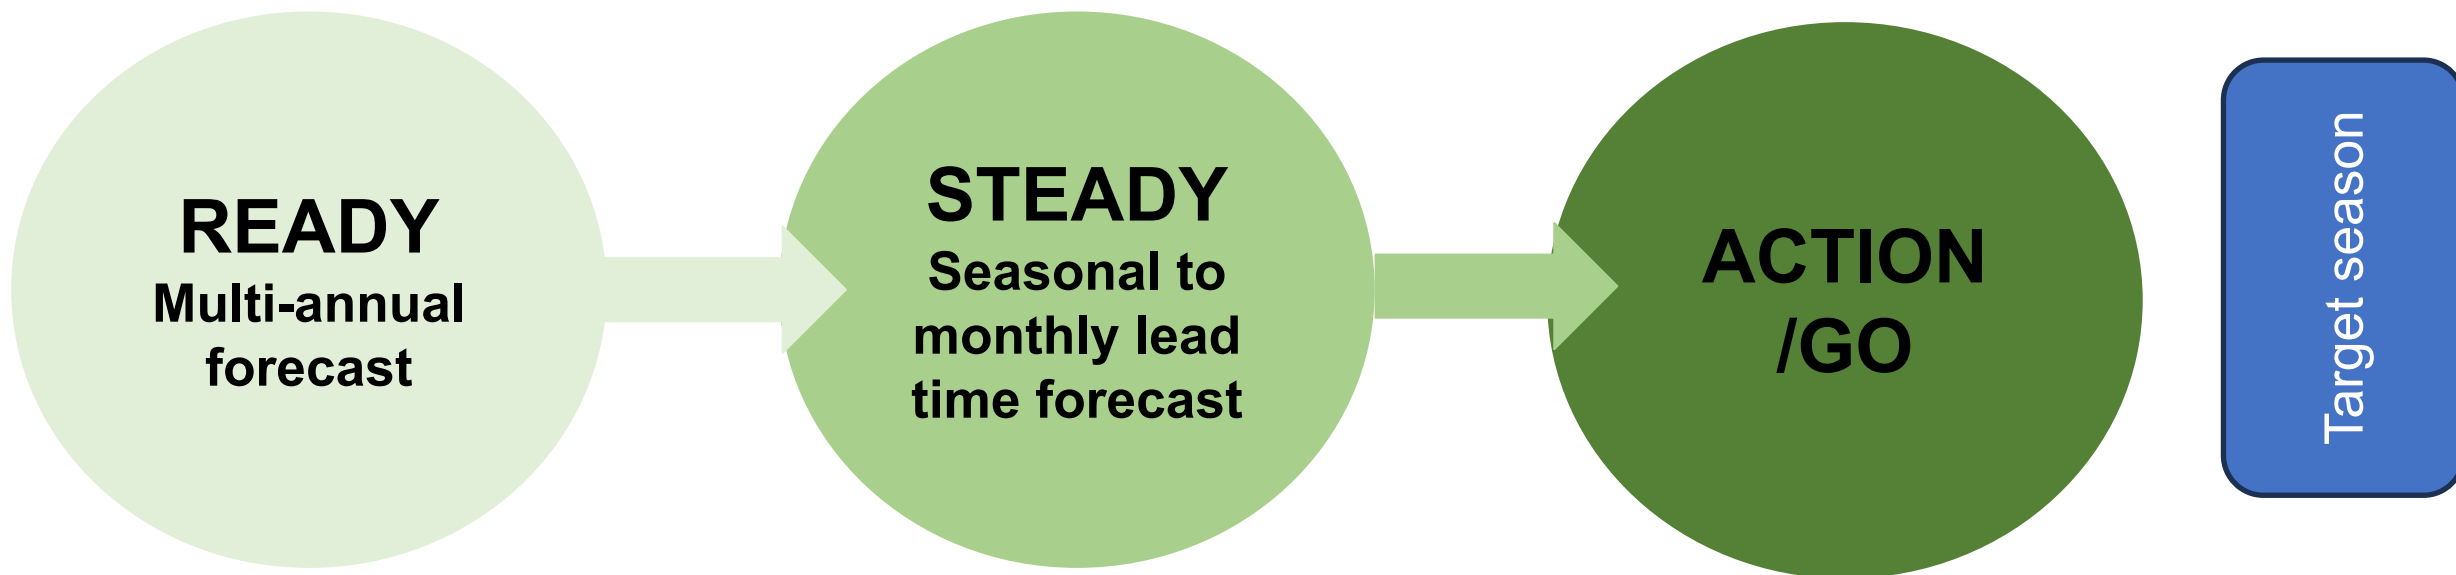 READY
Multi-annual
forecast
STEADY
Seasonal to
monthly lead
time forecast
ACTION
/GO
Target season